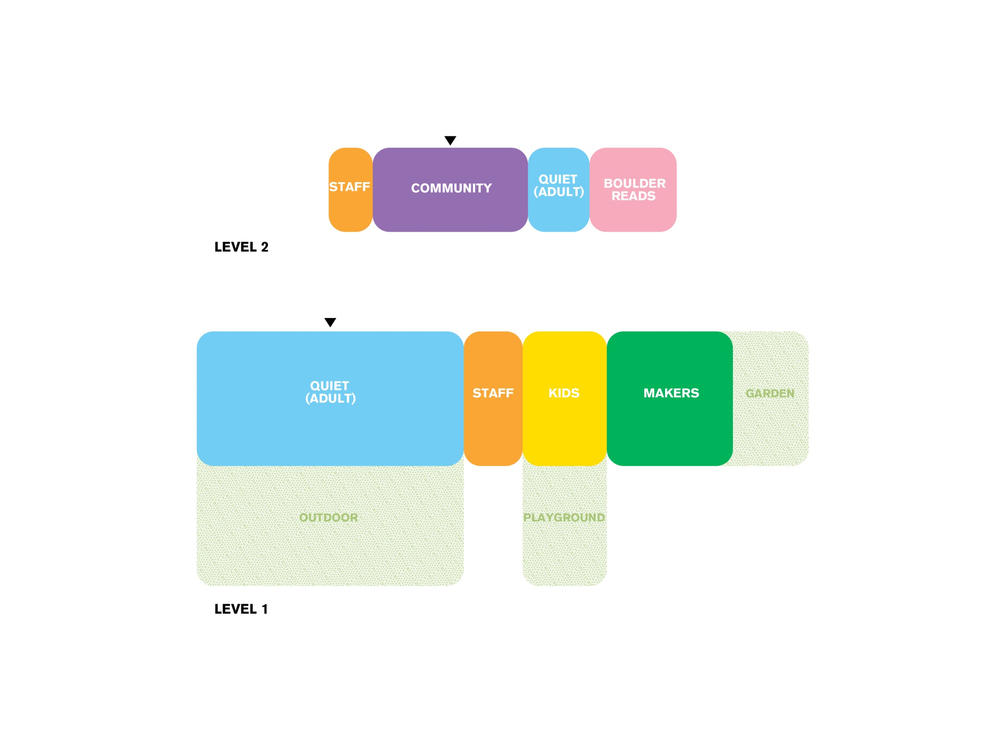 STAFF
COMMUNITY
QUIET
(ADULT)
BOULDER
READS
LEVEL 2
QUIET
(ADULT)
STAFF
KIDS
MAKERS
GARDEN
OUTDOOR
PLAYGROUND
LEVEL 1